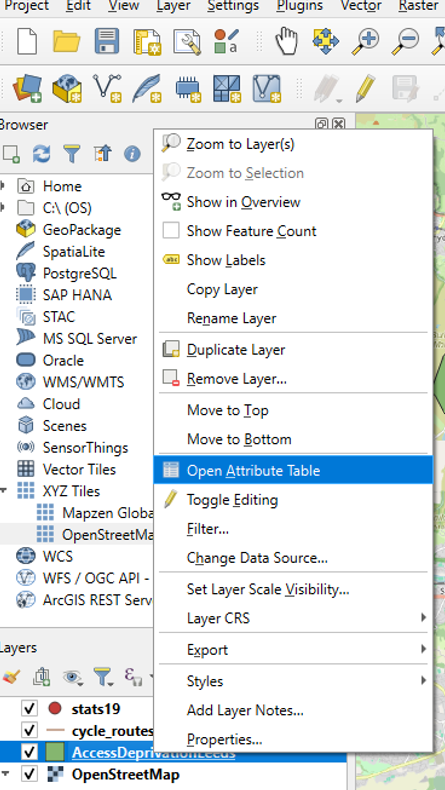 Project Edit View Layer Settings Plugins Vector Raster
Browser
Home
C:\ (OS)
GeoPackage
SpatiaLite
PostgreSQL
SAP HANA
STAC
MS SQL Server
Oracle
WMS/WMTS
Cloud
Scenes
SensorThings
Vector Tiles
XYZ Tiles
Mapzen Globa
OpenStreetMa
WCS
WFS / OGC API -
ArcGIS REST Serv
Zoom to Layer(s)
Zoom to Selection
Show in Overview
Show Feature Count
abc Show Labels
Copy Layer
Rename Layer
Duplicate Layer
Remove Layer...
Move to Top
Move to Bottom
Open Attribute Table
Toggle Editing
Filter...
Change Data Source...
Set Layer Scale Visibility...
Layer CRS
Export
Styles
Add Layer Notes...
Properties...
Layers
stats19
cycle_routes
AccessDeprivationLeeds
OpenStreetMap